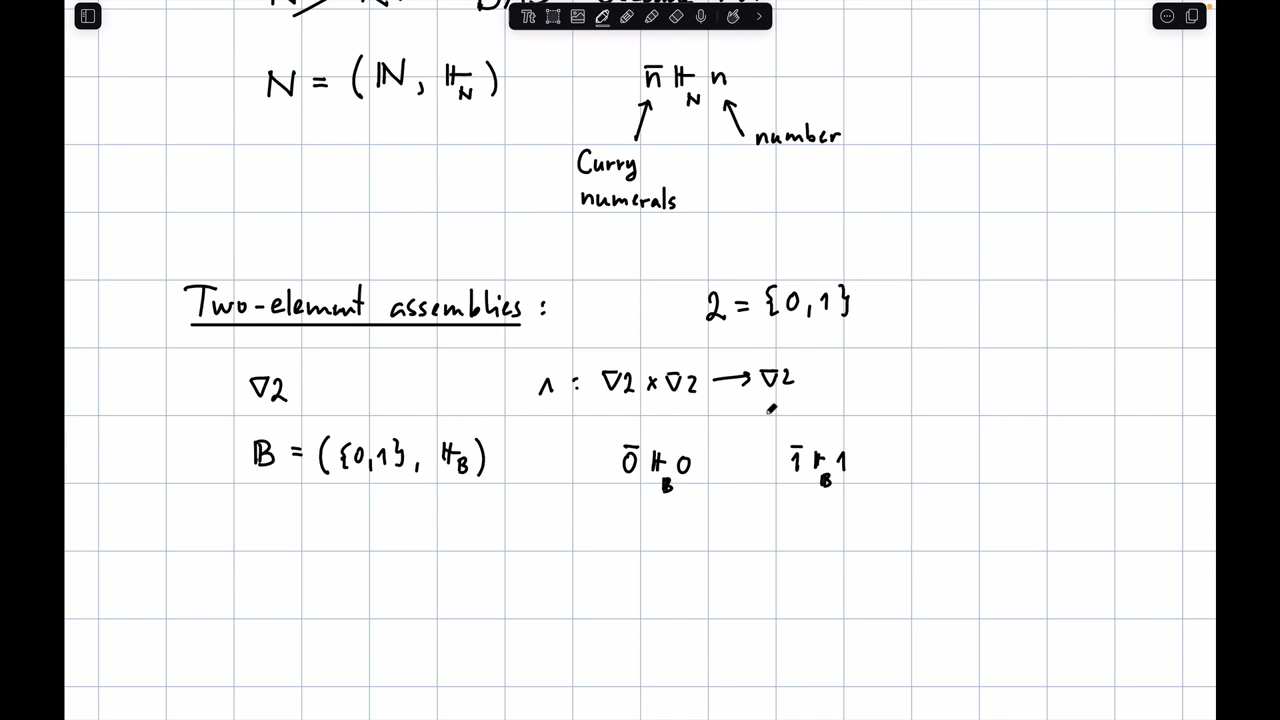 N = (ℕ, ⊩_N) n̅ ⊩_N n
number
Curry
numerals
Two-element assemblies : 2 = {0,1}
∇2 ∧ : ∇2 × ∇2 → ∇2
B = ({0,1}, ⊩_B) 0̅ ⊩_B 0 1̅ ⊩_B 1